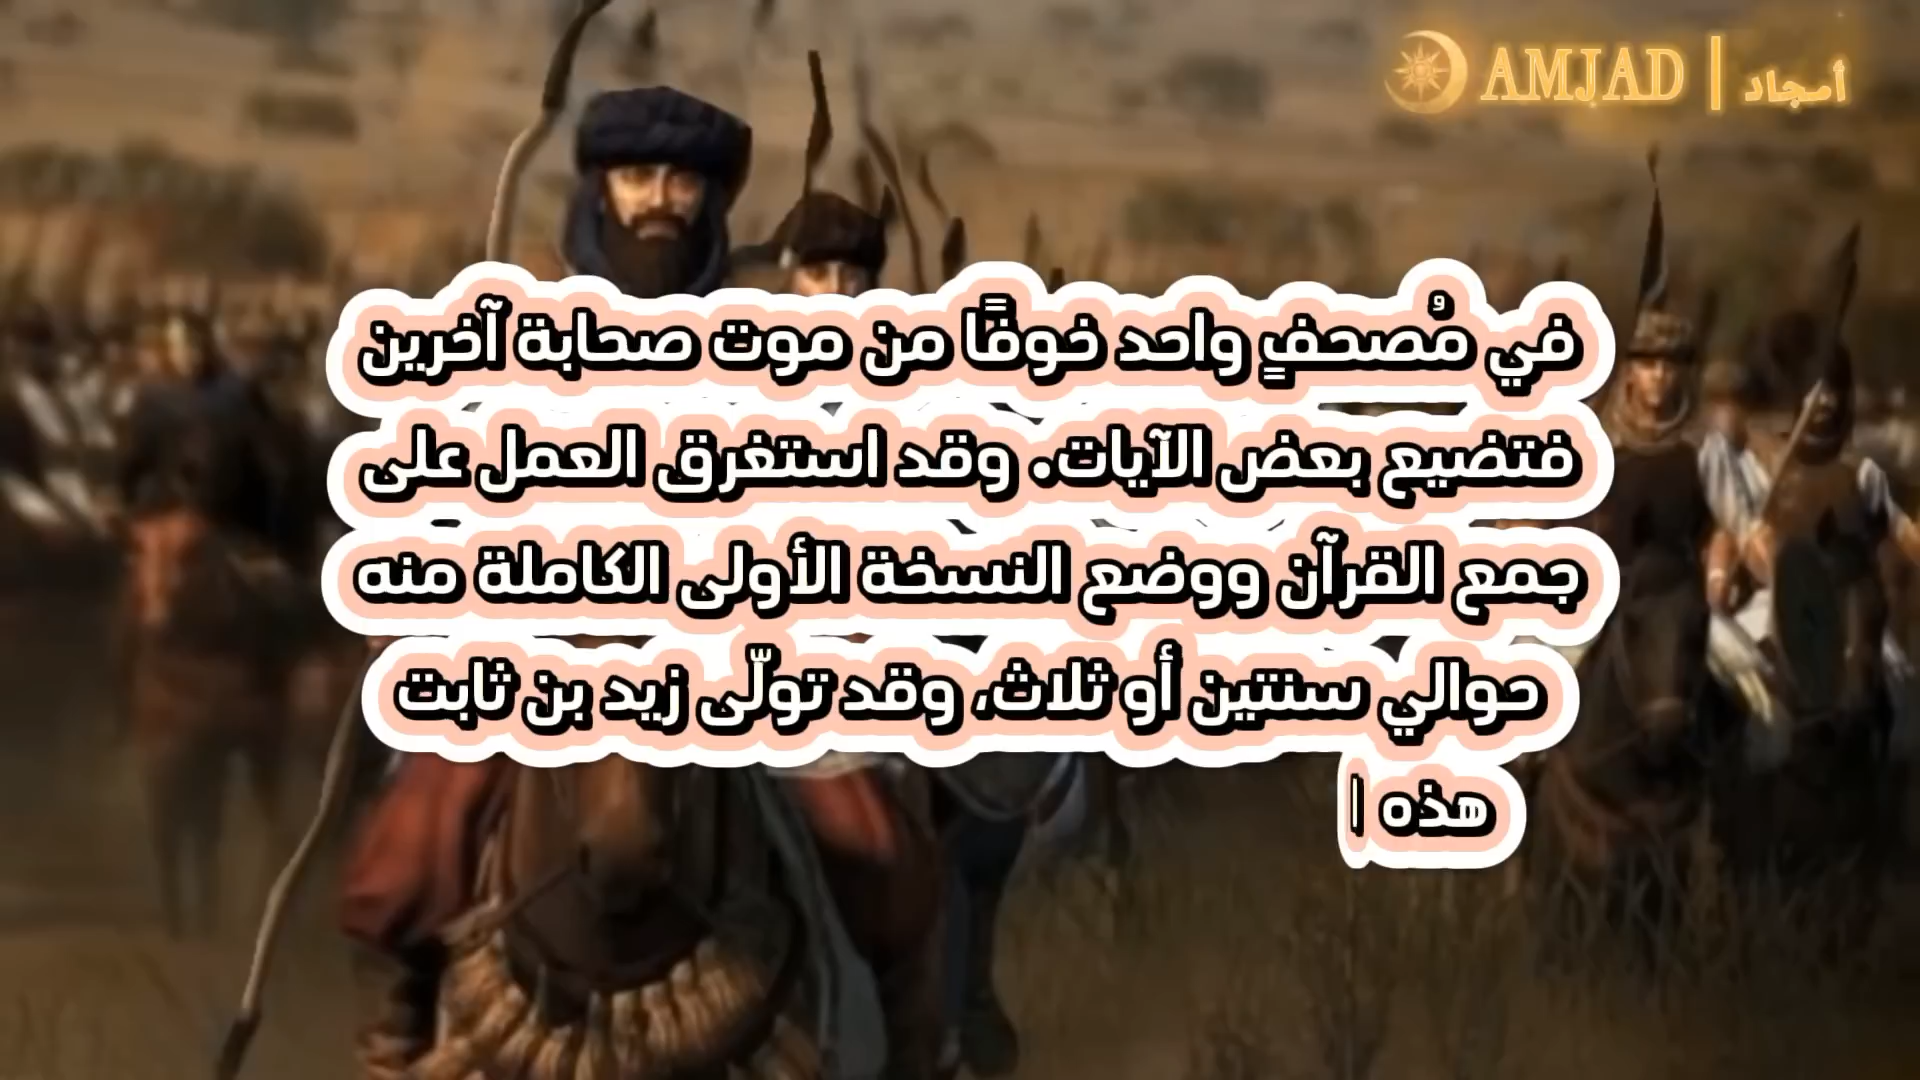 AMJAD | أمجاد
في مُصحفٍ واحد خوفًا من موت صحابة آخرين
فتضيع بعض الآيات. وقد استغرق العمل على
جمع القرآن ووضع النسخة الأولى الكاملة منه
حوالي سنتين أو ثلاث، وقد تولّى زيد بن ثابت
هذه ا